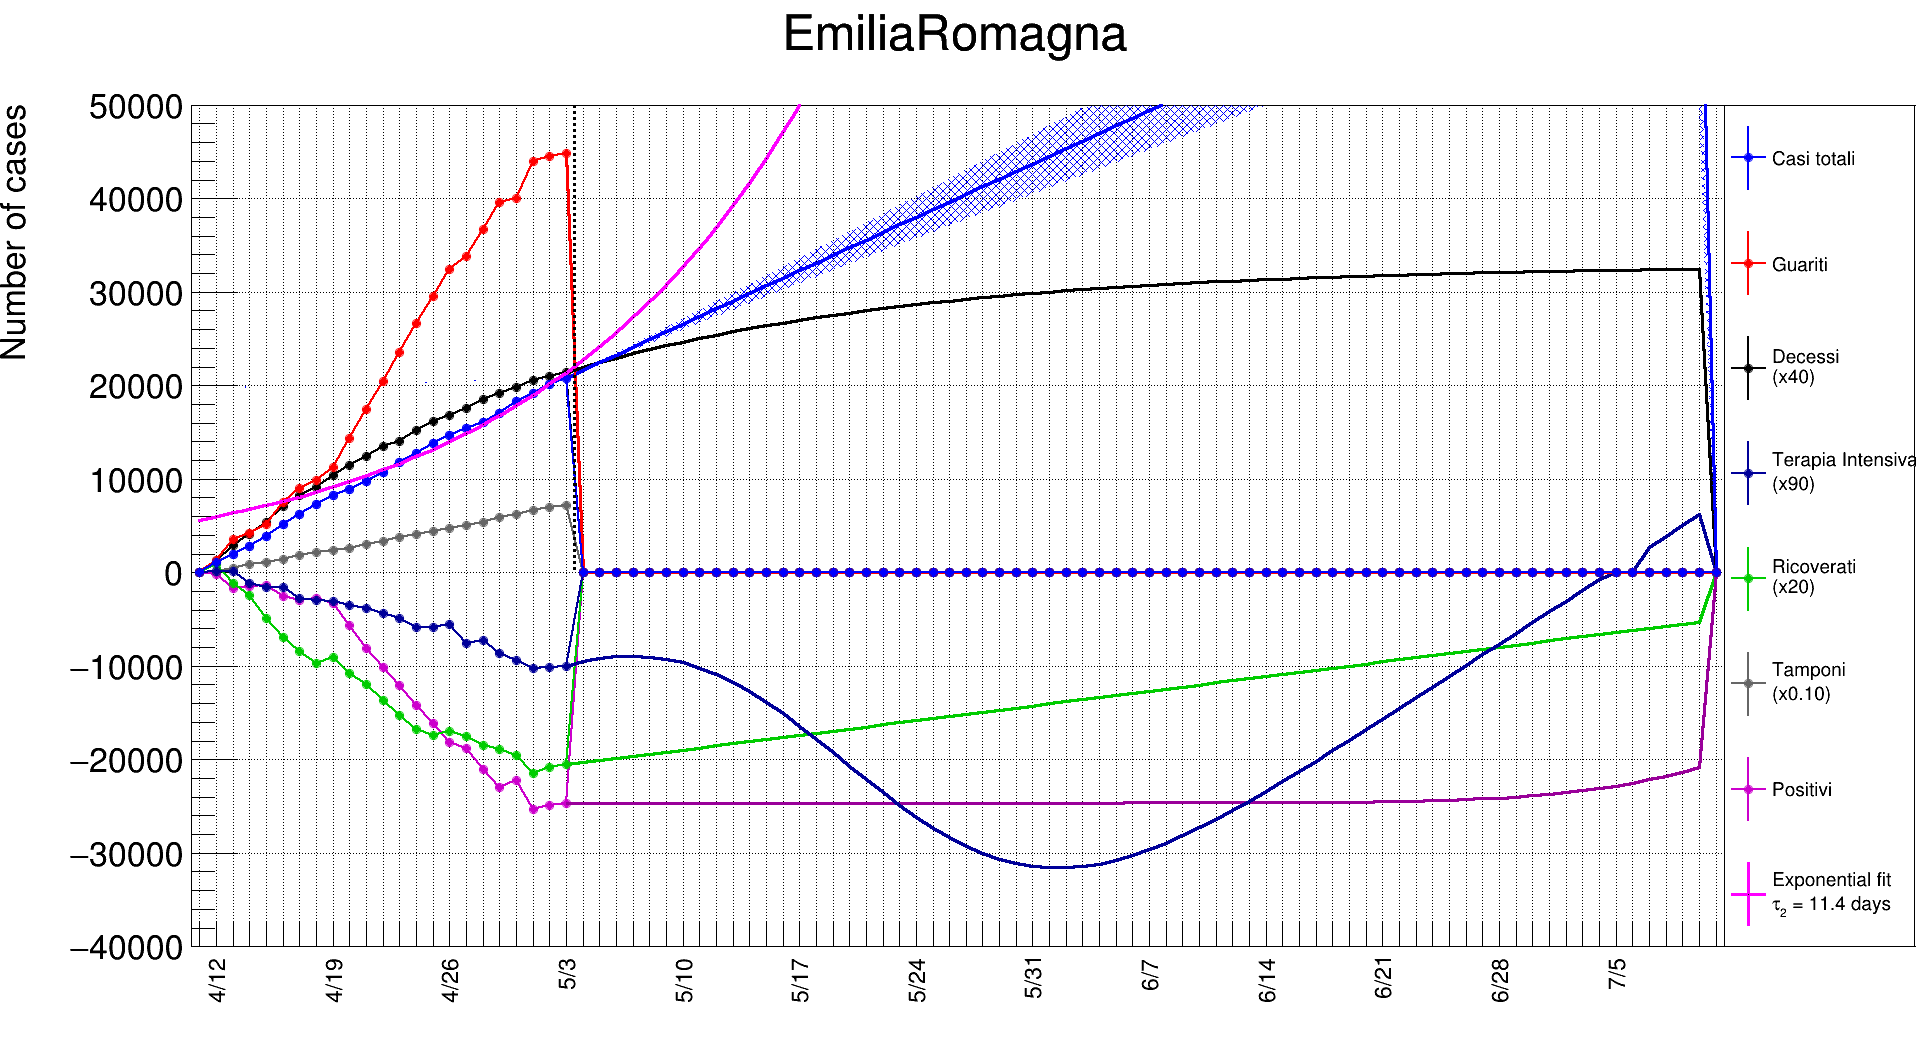 EmiliaRomagna
Number of cases
50000
40000
30000
20000
10000
0
−10000
−20000
−30000
−40000
4/12
4/19
4/26
5/3
5/10
5/17
5/24
5/31
6/7
6/14
6/21
6/28
7/5
Casi totali
Guariti
Decessi
(x40)
Terapia Intensiva
(x90)
Ricoverati
(x20)
Tamponi
(x0.10)
Positivi
Exponential fit
τ2 = 11.4 days